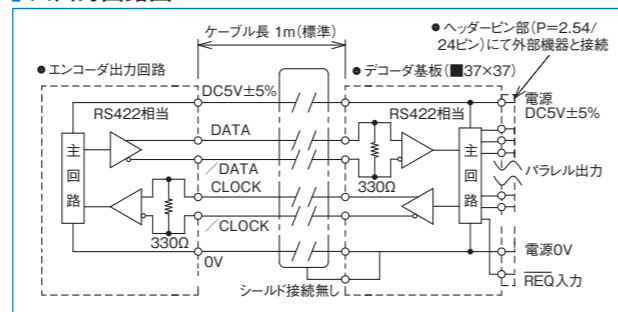 ケーブル長 1m(標準)
●ヘッダーピン部(P=2.54/
24ピン)にて外部機器と接続
●エンコーダ出力回路
●デコーダ基板(■37×37)
DC5V±5%
電源
DC5V±5%
RS422相当
RS422相当
DATA
主回路
主回路
／DATA
330Ω
パラレル出力
CLOCK
330Ω
／CLOCK
0V
電源0V
シールド接続無し
REQ入力